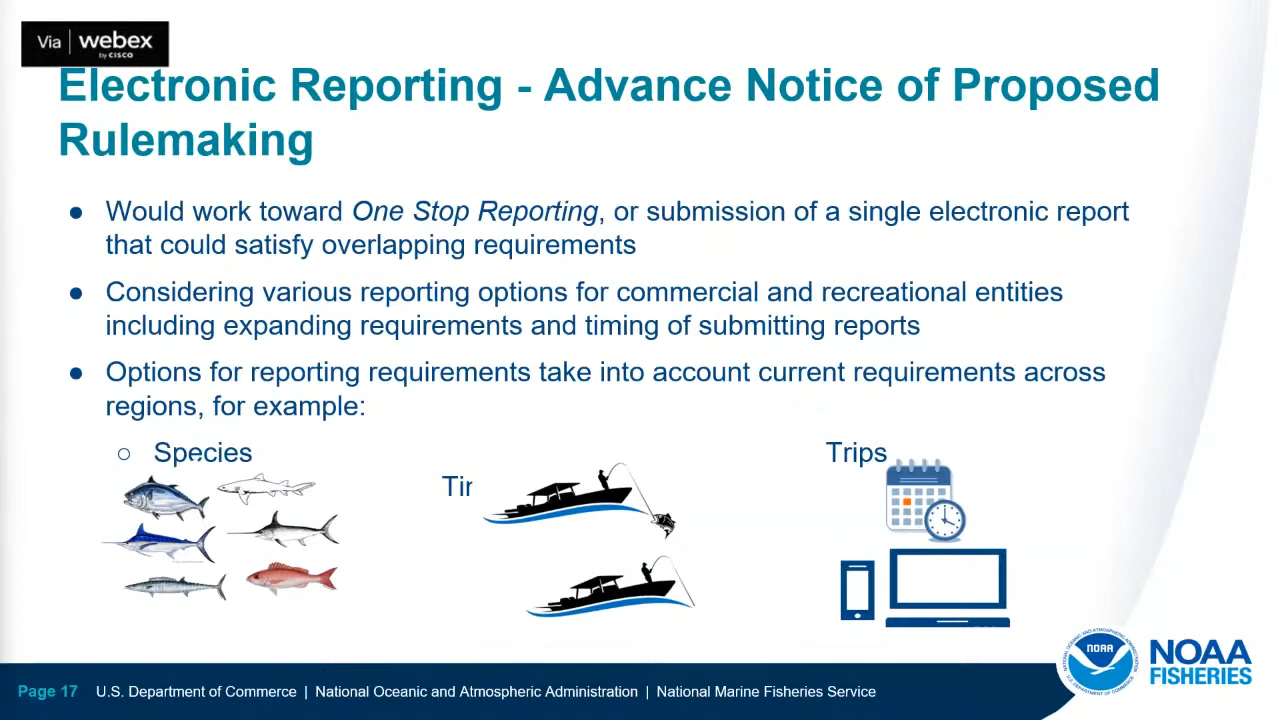 Via webex
by CISCO
Electronic Reporting - Advance Notice of Proposed
Rulemaking
● Would work toward One Stop Reporting, or submission of a single electronic report
that could satisfy overlapping requirements
● Considering various reporting options for commercial and recreational entities
including expanding requirements and timing of submitting reports
● Options for reporting requirements take into account current requirements across
regions, for example:
○ Species
Trips
NOAA
NOAA
FISHERIES
Page 17 U.S. Department of Commerce | National Oceanic and Atmospheric Administration | National Marine Fisheries Service